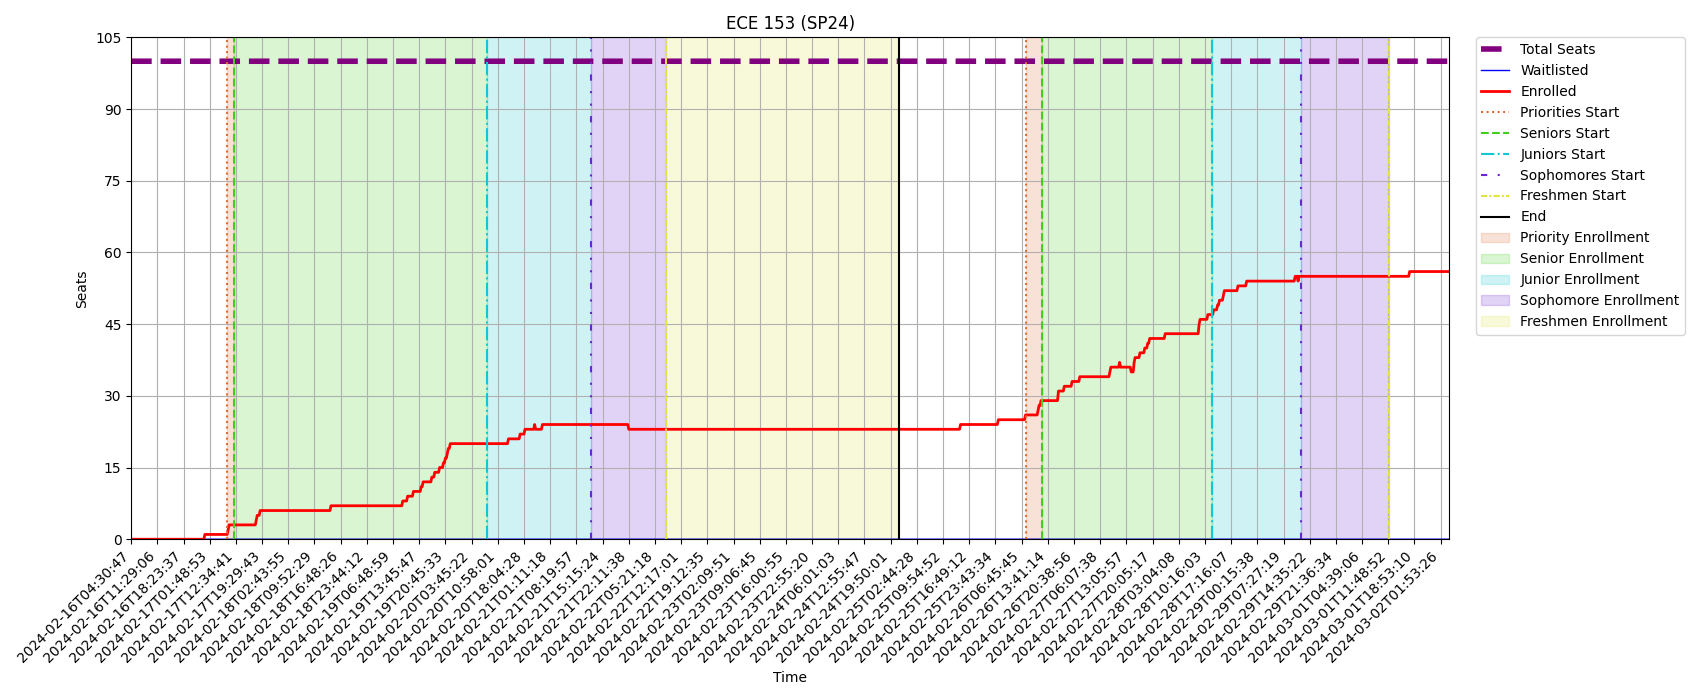 ECE 153 (SP24)
105
90
75
60
45
30
15
0
Seats
2024-02-16T04:30:47
2024-02-16T11:29:06
2024-02-16T18:23:37
2024-02-17T01:48:53
2024-02-17T12:34:41
2024-02-17T19:29:43
2024-02-18T02:43:55
2024-02-18T09:52:29
2024-02-18T16:48:26
2024-02-18T23:44:12
2024-02-19T06:48:59
2024-02-19T13:45:47
2024-02-19T20:45:33
2024-02-20T03:45:22
2024-02-20T10:58:01
2024-02-20T18:04:28
2024-02-21T01:11:18
2024-02-21T08:19:57
2024-02-21T15:15:24
2024-02-21T22:11:38
2024-02-22T05:21:18
2024-02-22T12:17:01
2024-02-22T19:12:35
2024-02-23T02:09:51
2024-02-23T09:06:45
2024-02-23T16:00:55
2024-02-23T22:55:20
2024-02-24T06:01:03
2024-02-24T12:55:47
2024-02-24T19:50:01
2024-02-25T02:44:28
2024-02-25T09:54:52
2024-02-25T16:49:12
2024-02-25T23:43:34
2024-02-26T06:45:45
2024-02-26T13:41:14
2024-02-26T20:38:56
2024-02-27T06:07:38
2024-02-27T13:05:57
2024-02-27T20:05:17
2024-02-28T03:04:08
2024-02-28T10:16:03
2024-02-28T17:16:07
2024-02-29T00:15:38
2024-02-29T07:27:19
2024-02-29T14:35:22
2024-02-29T21:36:34
2024-03-01T04:39:06
2024-03-01T11:48:52
2024-03-01T18:53:10
2024-03-02T01:53:26
Time
Total Seats
Waitlisted
Enrolled
Priorities Start
Seniors Start
Juniors Start
Sophomores Start
Freshmen Start
End
Priority Enrollment
Senior Enrollment
Junior Enrollment
Sophomore Enrollment
Freshmen Enrollment